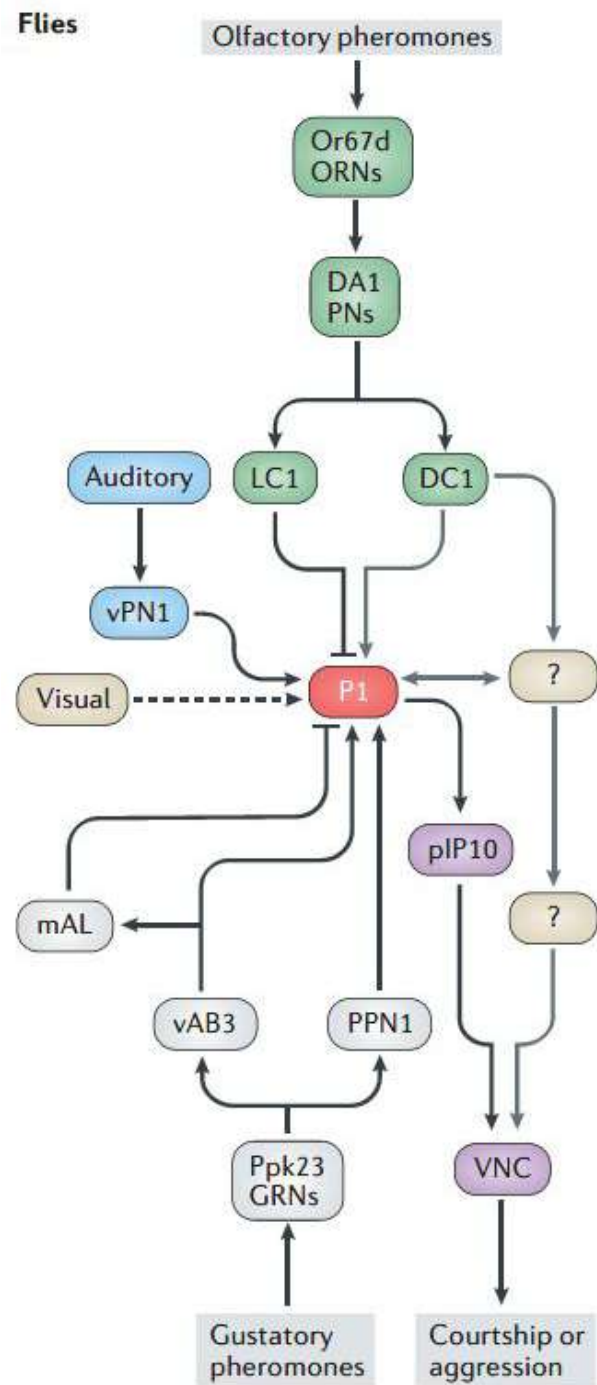 Flies
Olfactory pheromones
Or67d
ORNs
DA1
PNs
Auditory
LC1
DC1
vPN1
Visual
P1
?
pIP10
mAL
?
vAB3
PPN1
Ppk23
GRNs
VNC
Gustatory
pheromones
Courtship or
aggression